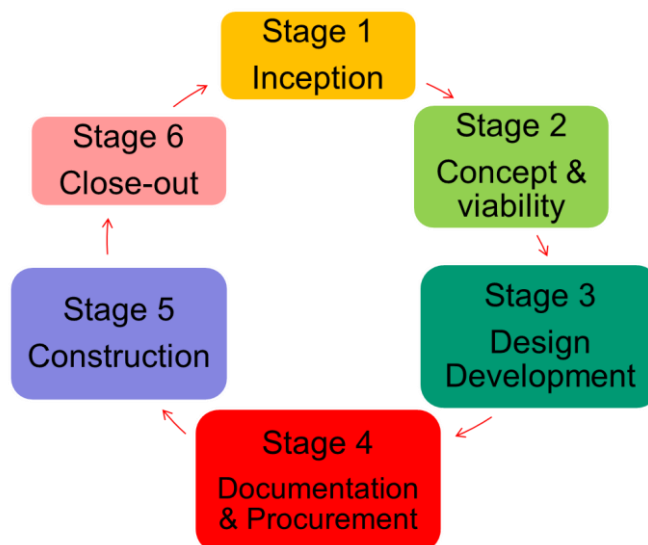 Stage 1
Inception
Stage 2
Concept &
viability
Stage 3
Design
Development
Stage 4
Documentation
& Procurement
Stage 5
Construction
Stage 6
Close-out